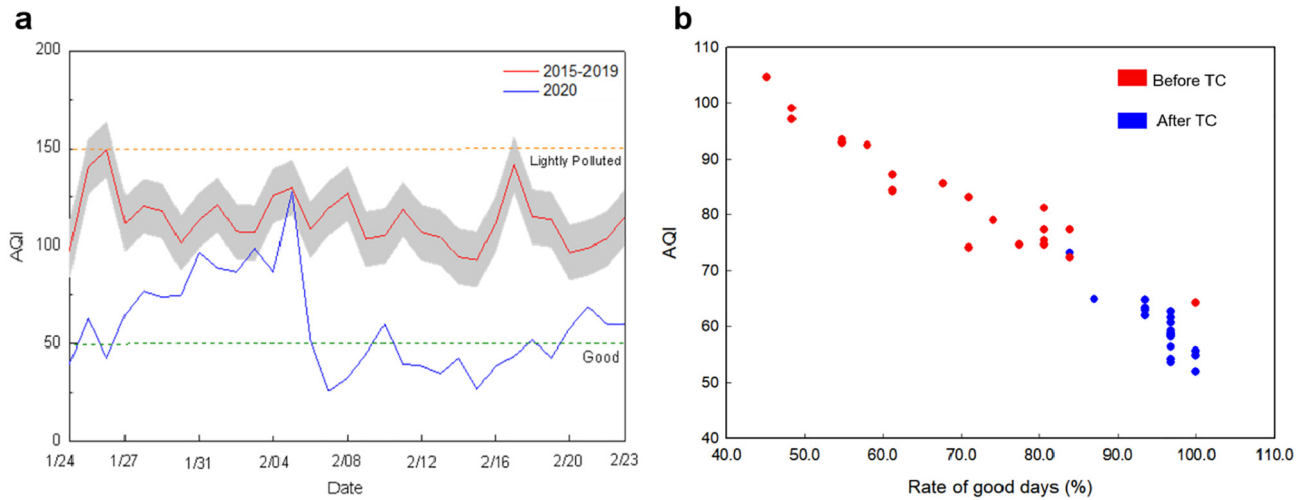 a
200
150
100
50
0
AQI
2015-2019
2020
Lightly Polluted
Good
1/24 1/27 1/31 2/04 2/08 2/12 2/16 2/20 2/23
Date
b
110
100
90
80
70
60
50
40
AQI
Before TC
After TC
40.0 50.0 60.0 70.0 80.0 90.0 100.0 110.0
Rate of good days (%)